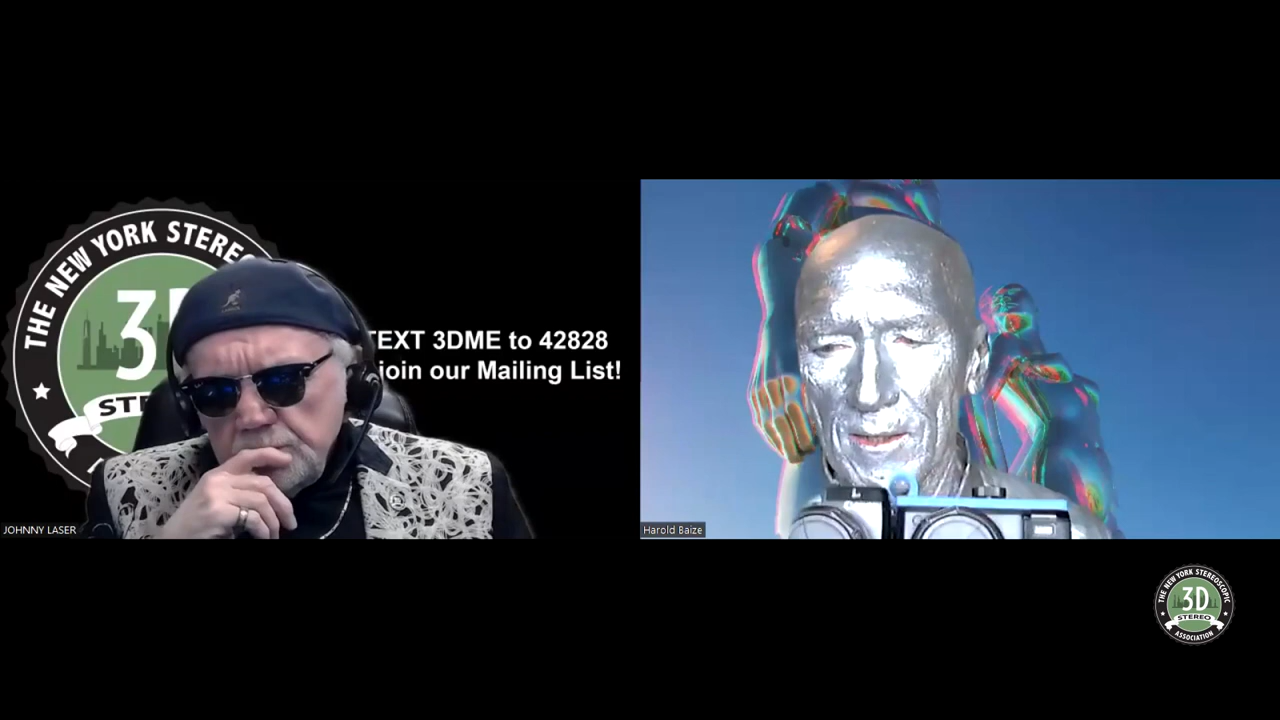 THE NEW YORK STEREO
3D
STE
TEXT 3DME to 42828
join our Mailing List!
JOHNNY LASER
Harold Baize
THE NEW YORK STEREOSCOPIC
3D
STEREO
ASSOCIATION